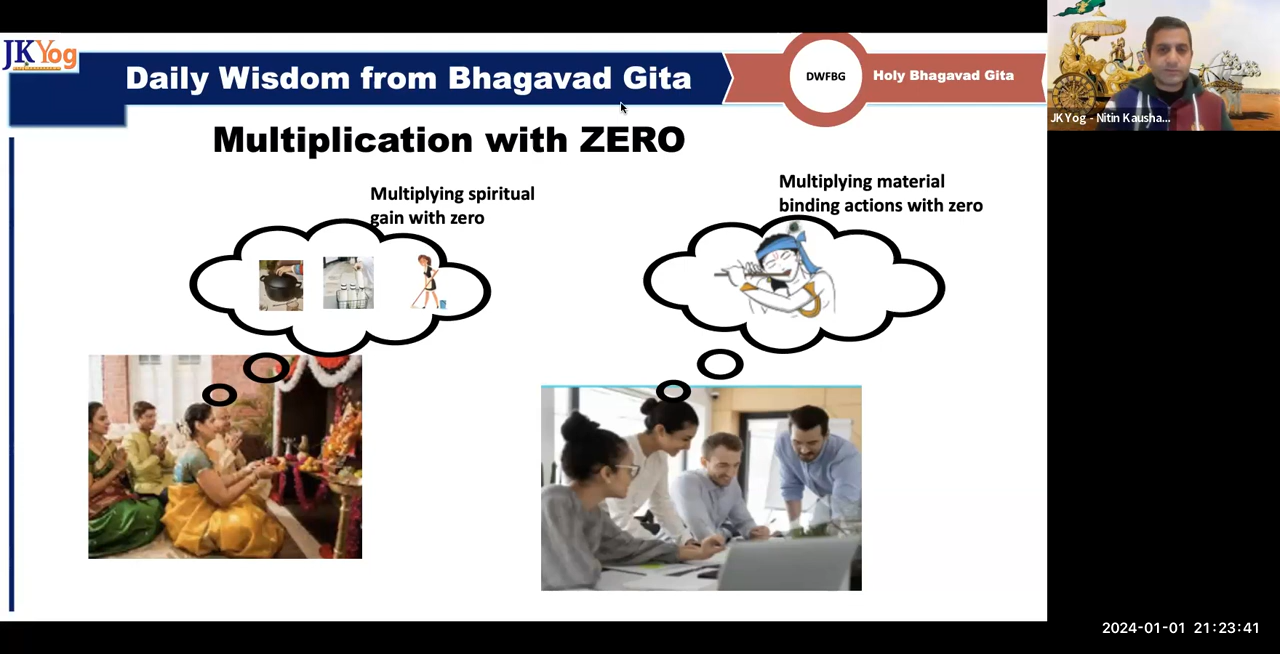 JKYog
Daily Wisdom from Bhagavad Gita
DWFBG
Holy Bhagavad Gita
JKYog - Nitin Kausha...
Multiplication with ZERO
Multiplying spiritual
gain with zero
Multiplying material
binding actions with zero
2024-01-01 21:23:41